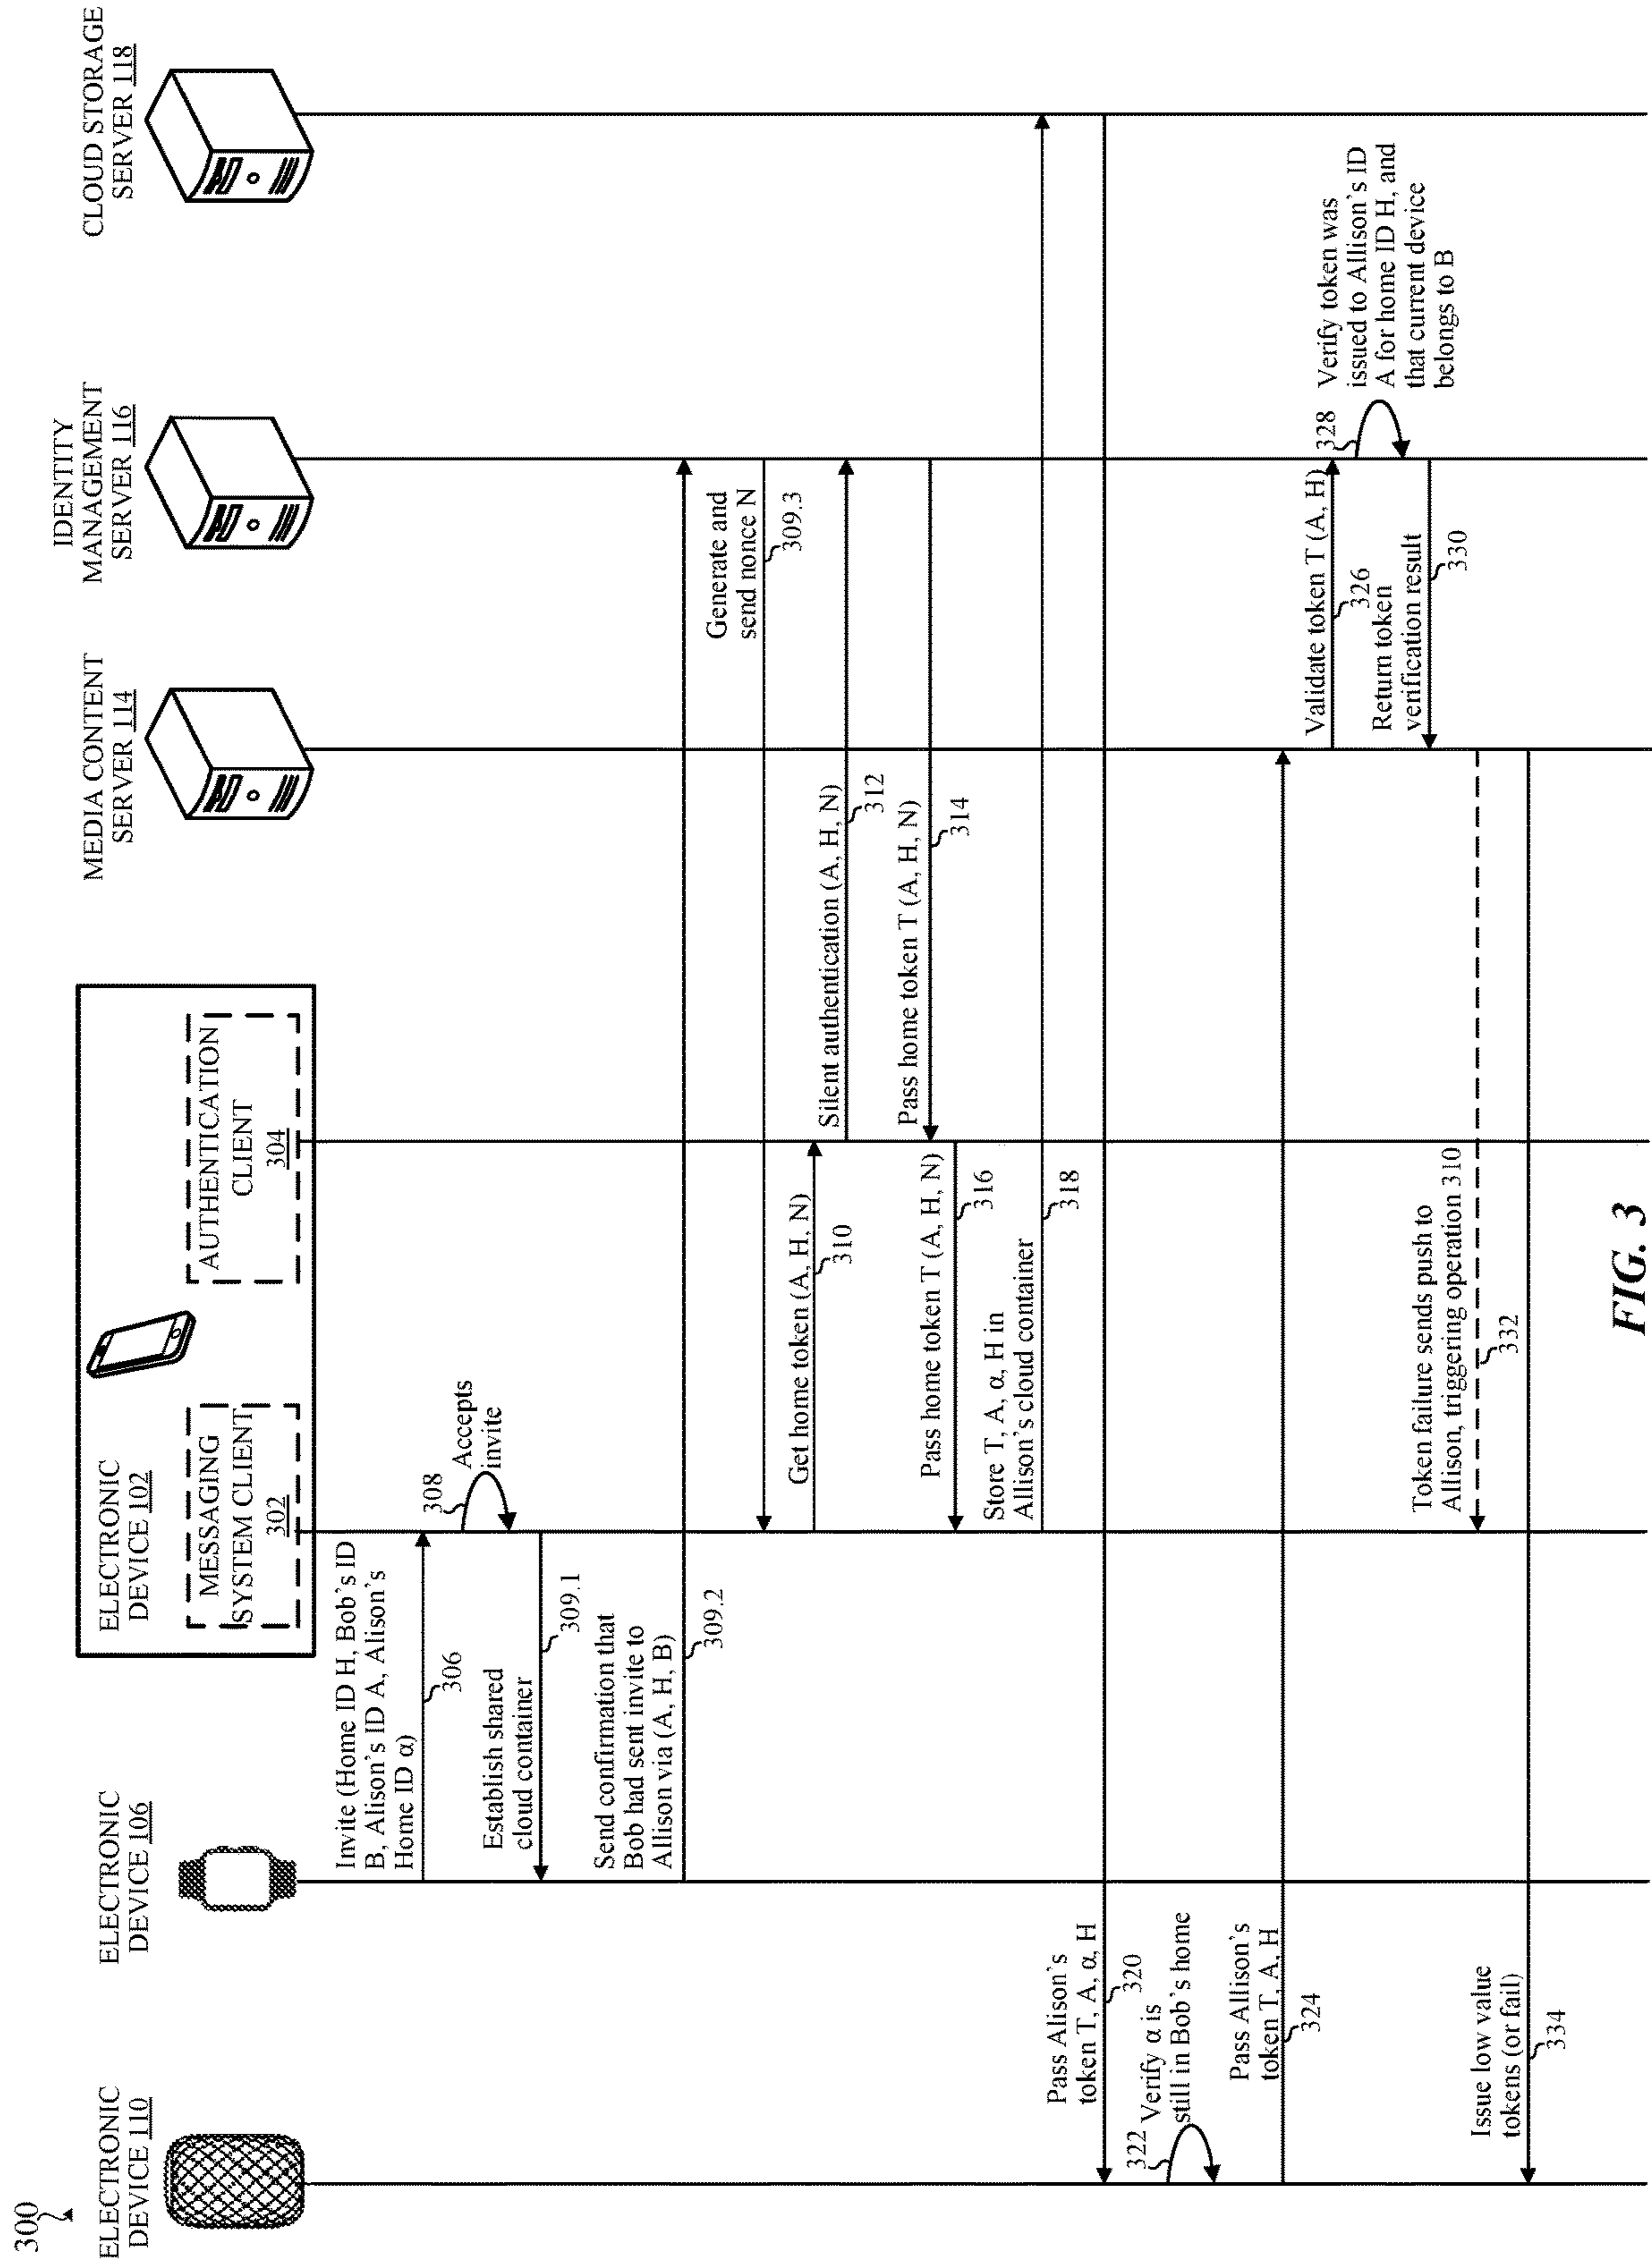 300
ELECTRONIC
DEVICE 110
ELECTRONIC
DEVICE 106
ELECTRONIC
DEVICE 102
MESSAGING
SYSTEM CLIENT
302
AUTHENTICATION
CLIENT
304
MEDIA CONTENT
SERVER 114
IDENTITY
MANAGEMENT
SERVER 116
CLOUD STORAGE
SERVER 118
Invite (Home ID H, Bob's ID
B, Alison's ID A, Alison's
Home ID α)
306
308
Accepts
invite
Establish shared
cloud container
309.1
Send confirmation that
Bob had sent invite to
Allison via (A, H, B)
309.2
Generate and
send nonce N
309.3
Get home token (A, H, N)
310
Silent authentication (A, H, N)
312
Pass home token T (A, H, N)
314
Pass home token T (A, H, N)
316
Store T, A, α, H in
Allison's cloud container
318
Pass Alison's
token T, A, α, H
320
322
Verify α is
still in Bob's home
Pass Allison's
token T, A, H
324
Validate token T (A, H)
326
328
Verify token was
issued to Allison's ID
A for home ID H, and
that current device
belongs to B
Return token
verification result
330
Token failure sends push to
Allison, triggering operation 310
332
Issue low value
tokens (or fail)
334
FIG. 3